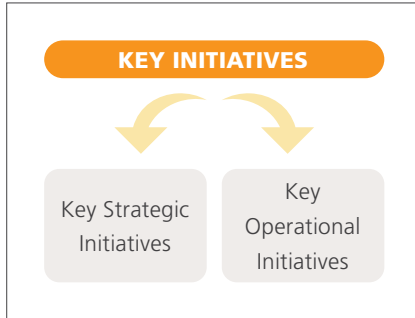 KEY INITIATIVES
Key Strategic
Initiatives
Key
Operational
Initiatives